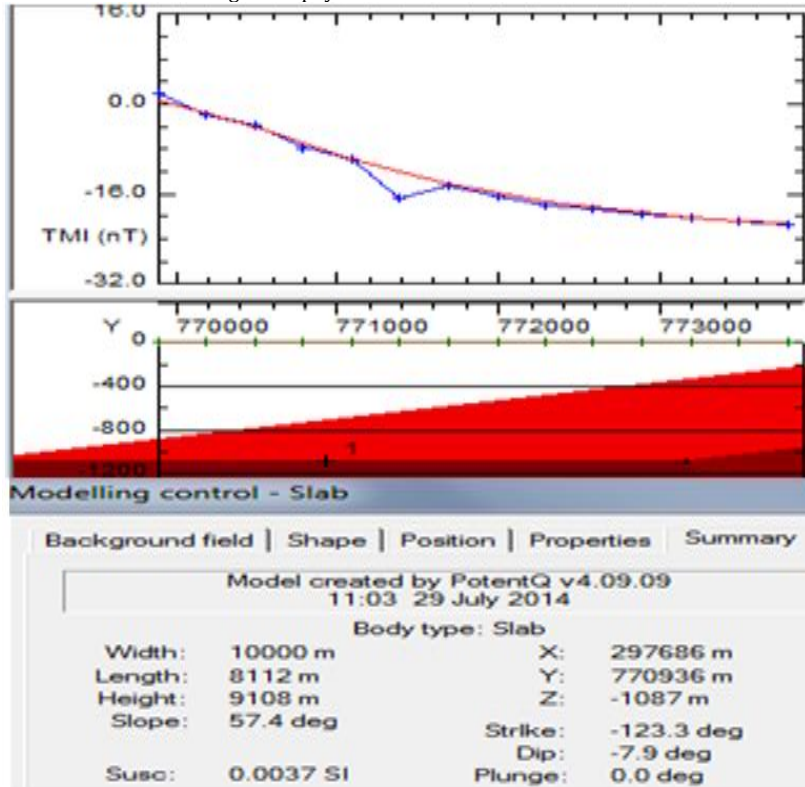 16.0
0.0
-16.0
TMI (nT)
-32.0
Y 770000 771000 772000 773000
0
-400
-800
1
-1200
Modelling control - Slab
Background field | Shape | Position | Properties Summary
Model created by PotentQ v4.09.09
11:03 29 July 2014
Body type: Slab
Width: 10000 m X: 297686 m
Length: 8112 m Y: 770936 m
Height: 9108 m Z: -1087 m
Slope: 57.4 deg Strike: -123.3 deg
Dip: -7.9 deg
Susc: 0.0037 SI Plunge: 0.0 deg